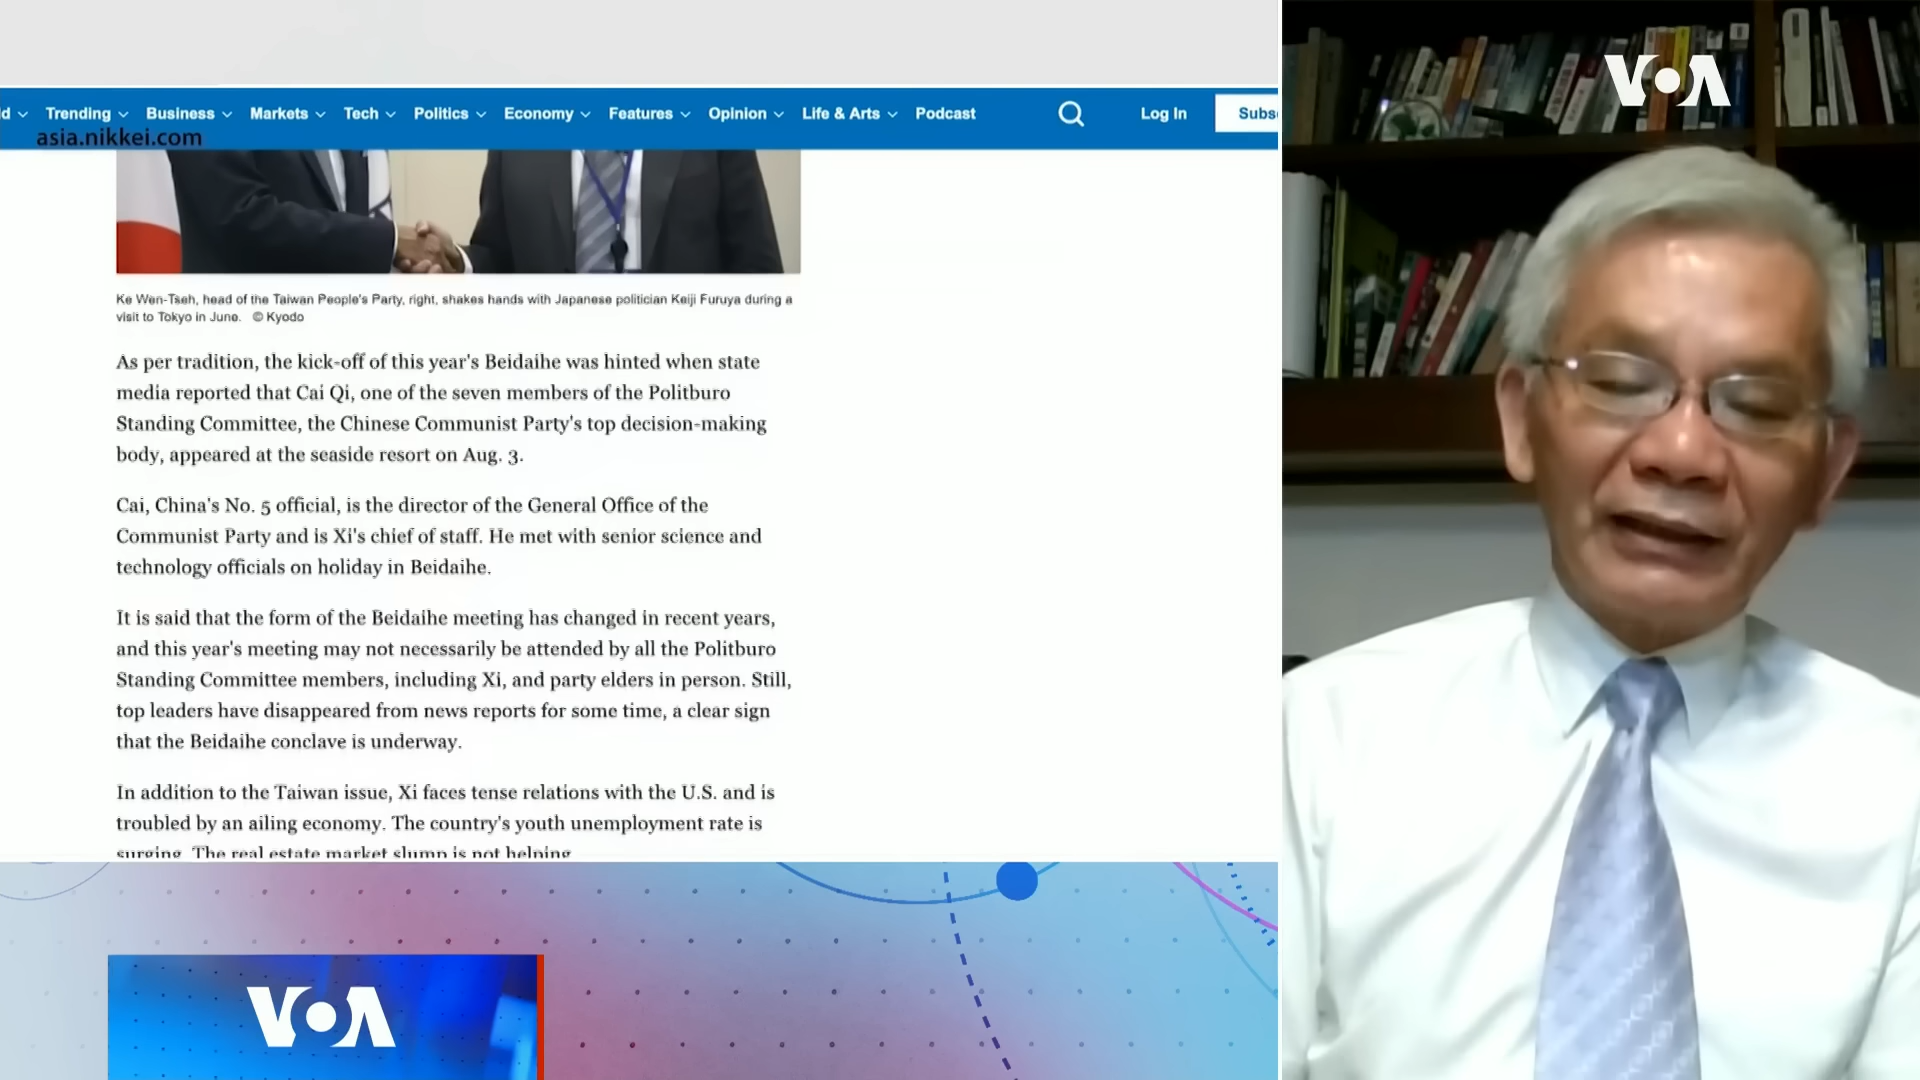 VOA
d Trending Business Markets Tech Politics Economy Features Opinion Life & Arts Podcast Log In Subs
asia.nikkei.com
Ke Wen-Tseh, head of the Taiwan People's Party, right, shakes hands with Japanese politician Keiji Furuya during a
visit to Tokyo in June. © Kyodo
As per tradition, the kick-off of this year's Beidaihe was hinted when state
media reported that Cai Qi, one of the seven members of the Politburo
Standing Committee, the Chinese Communist Party's top decision-making
body, appeared at the seaside resort on Aug. 3.
Cai, China's No. 5 official, is the director of the General Office of the
Communist Party and is Xi's chief of staff. He met with senior science and
technology officials on holiday in Beidaihe.
It is said that the form of the Beidaihe meeting has changed in recent years,
and this year's meeting may not necessarily be attended by all the Politburo
Standing Committee members, including Xi, and party elders in person. Still,
top leaders have disappeared from news reports for some time, a clear sign
that the Beidaihe conclave is underway.
In addition to the Taiwan issue, Xi faces tense relations with the U.S. and is
troubled by an ailing economy. The country's youth unemployment rate is
surging. The real estate market slump is not helping
VOA